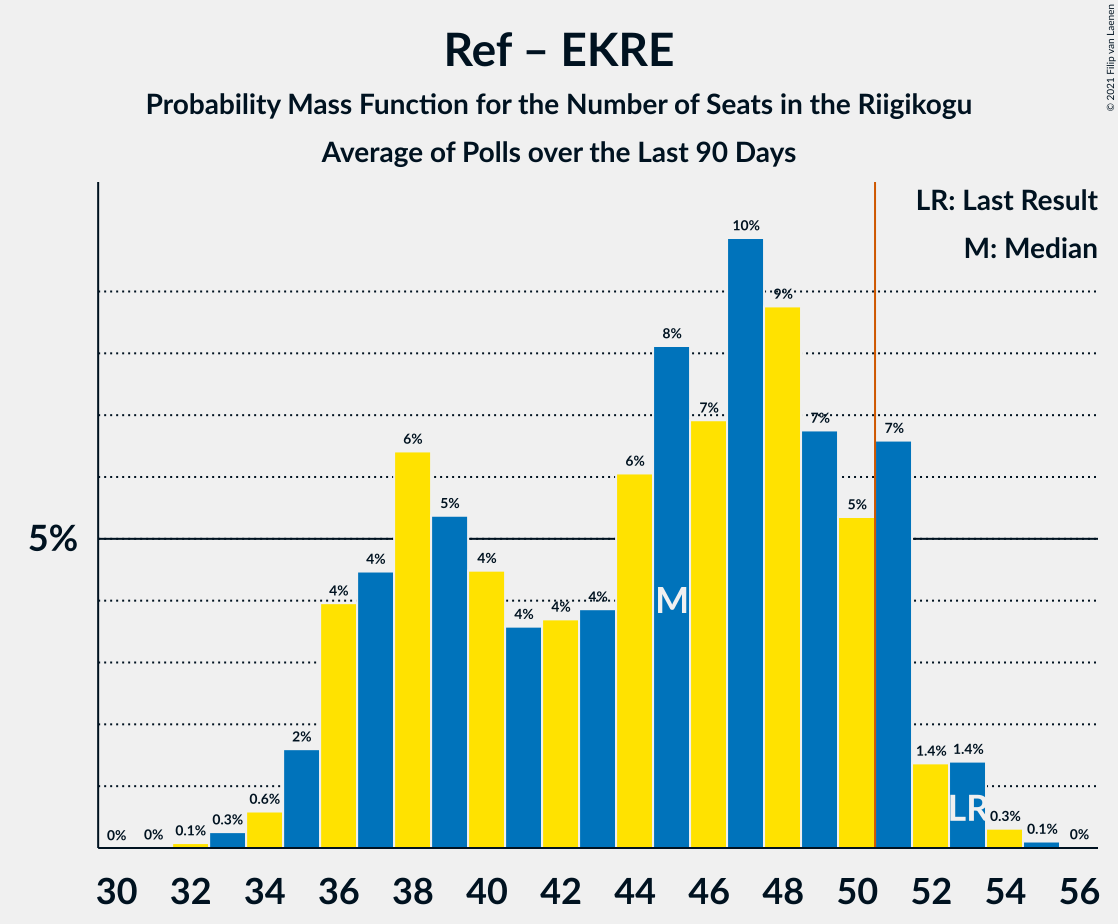 Ref – EKRE
Probability Mass Function for the Number of Seats in the Riigikogu
Average of Polls over the Last 90 Days
© 2021 Filip van Laenen
LR: Last Result
M: Median
5%
0% 0% 0.1% 0.3% 0.6% 2% 4% 4% 6% 5% 4% 4% 4% 4% 6% 8% 7% 10% 9% 7% 5% 7% 1.4% 1.4% 0.3% 0.1% 0%
M
LR
30 32 34 36 38 40 42 44 46 48 50 52 54 56